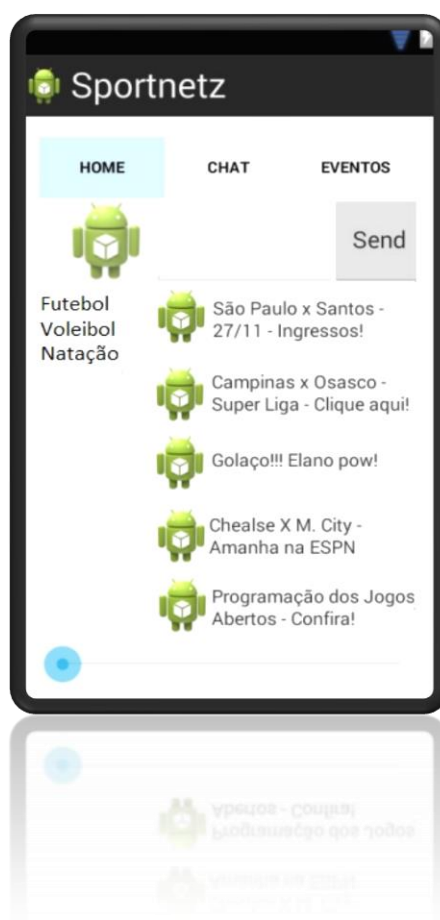 Sportnetz
HOME CHAT EVENTOS
Send
Futebol
Voleibol
Natação
São Paulo x Santos -
27/11 - Ingressos!
Campinas x Osasco -
Super Liga - Clique aqui!
Golaço!!! Elano pow!
Chealse X M. City -
Amanha na ESPN
Programação dos Jogos
Abertos - Confira!